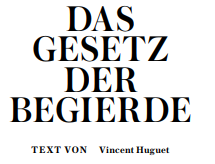 DAS
GESETZ
DER
BEGIERDE
TEXT VON Vincent Huguet